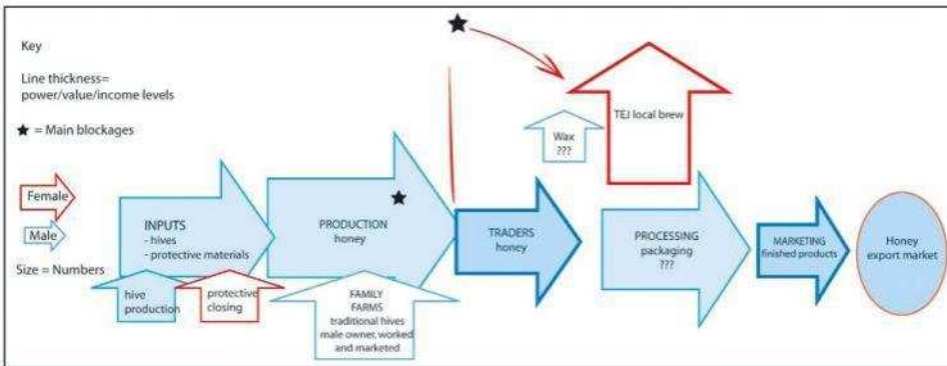 Key
Line thickness=
power/value/income levels
★ = Main blockages
Female
Male
Size = Numbers
INPUTS
- hives
- protective materials
hive
production
protective
closing
PRODUCTION
honey
FAMILY
FARMS
traditional hives
male owner, worked
and marketed
TRADERS
honey
Wax
???
TEJ local brew
PROCESSING
packaging
???
MARKETING
finished products
Honey
export market